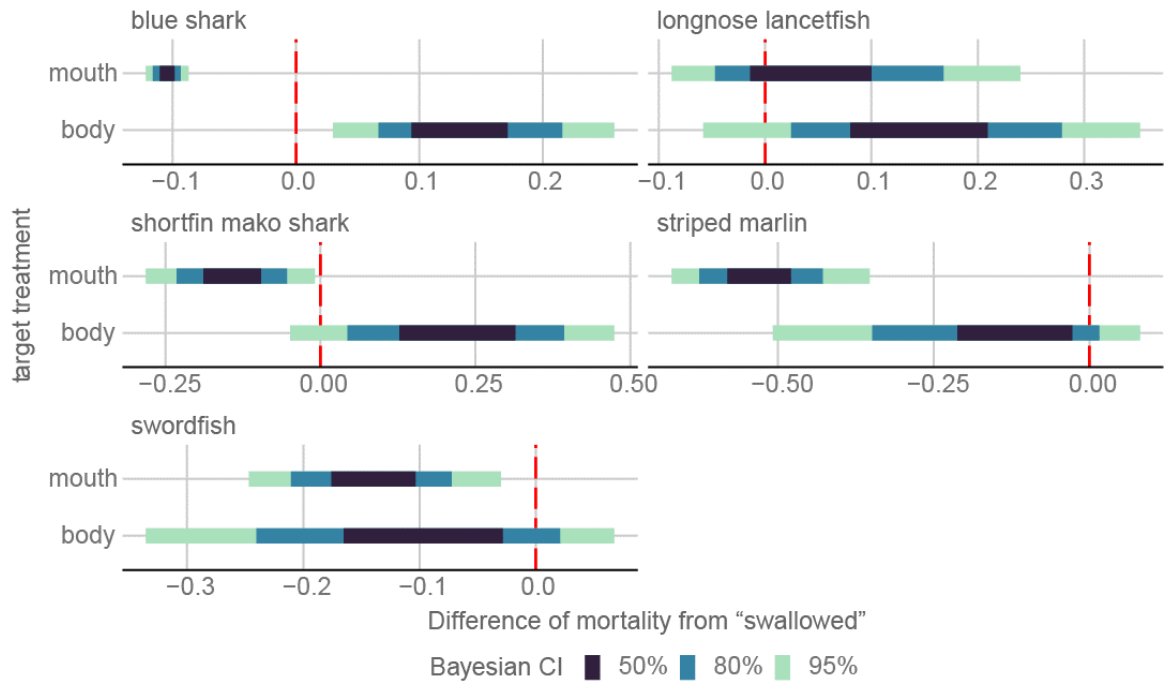 blue shark
longnose lancetfish
mouth
body
−0.1 0.0 0.1 0.2
−0.1 0.0 0.1 0.2 0.3
shortfin mako shark
striped marlin
mouth
body
−0.25 0.00 0.25 0.50
−0.50 −0.25 0.00
target treatment
swordfish
mouth
body
−0.3 −0.2 −0.1 0.0
Difference of mortality from “swallowed”
Bayesian CI 50% 80% 95%